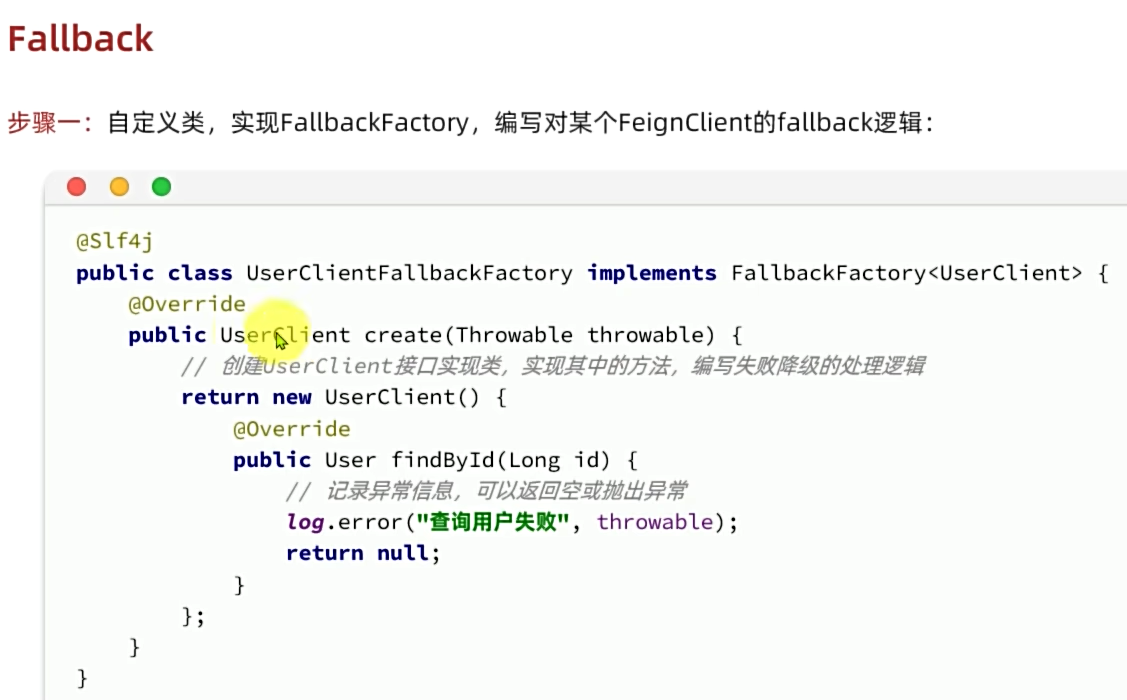 Fallback
步骤一：自定义类，实现FallbackFactory，编写对某个FeignClient的fallback逻辑：
@Slf4j
public class UserClientFallbackFactory implements FallbackFactory<UserClient> {
@Override
public UserClient create(Throwable throwable) {
// 创建UserClient接口实现类，实现其中的方法，编写失败降级的处理逻辑
return new UserClient() {
@Override
public User findById(Long id) {
// 记录异常信息，可以返回空或抛出异常
log.error("查询用户失败", throwable);
return null;
}
};
}
}